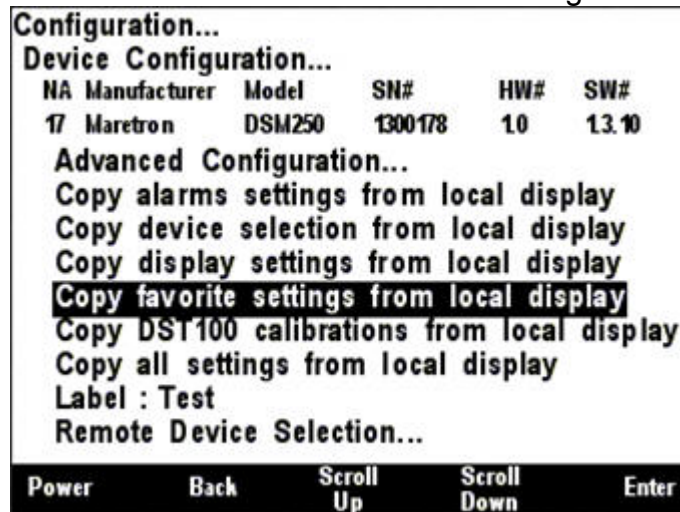 Configuration...
Device Configuration...
NA Manufacturer Model SN# HW# SW#
17 Maretron DSM250 1300178 1.0 1.3.10
Advanced Configuration...
Copy alarms settings from local display
Copy device selection from local display
Copy display settings from local display
Copy favorite settings from local display
Copy DST100 calibrations from local display
Copy all settings from local display
Label : Test
Remote Device Selection...
Power Back Scroll Up Scroll Down Enter